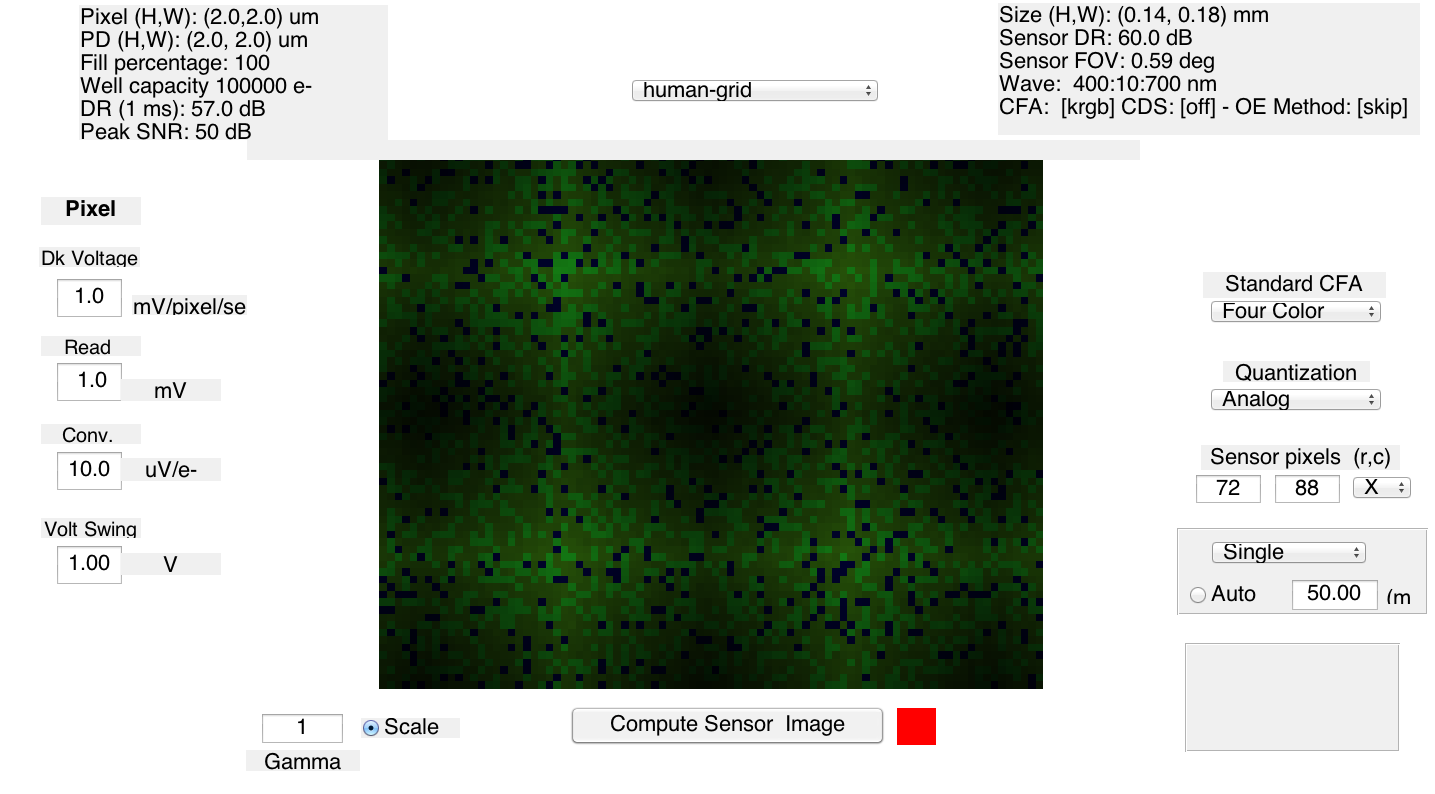 Pixel (H,W): (2.0,2.0) um
PD (H,W): (2.0, 2.0) um
Fill percentage: 100
Well capacity 100000 e-
DR (1 ms): 57.0 dB
Peak SNR: 50 dB
human-grid
Size (H,W): (0.14, 0.18) mm
Sensor DR: 60.0 dB
Sensor FOV: 0.59 deg
Wave: 400:10:700 nm
CFA: [krgb] CDS: [off] - OE Method: [skip]
Pixel
Dk Voltage
1.0 mV/pixel/se
Read
1.0 mV
Conv.
10.0 uV/e-
Volt Swing
1.00 V
Standard CFA
Four Color
Quantization
Analog
Sensor pixels (r,c)
72 88 X
Single
Auto 50.00 (m
1 Scale
Gamma
Compute Sensor Image